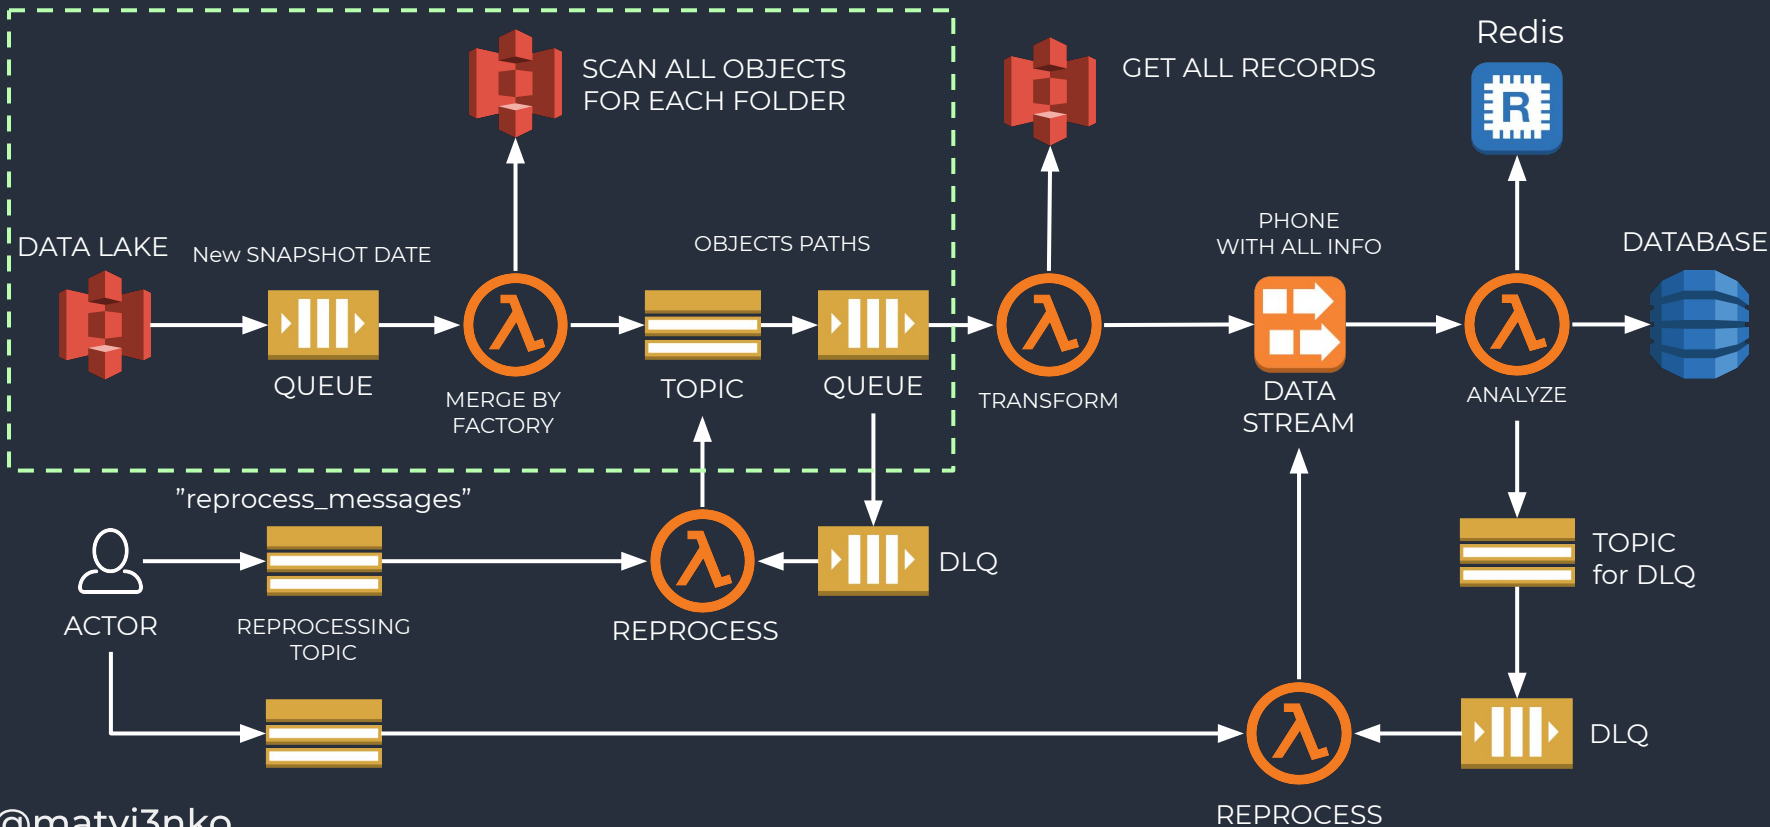 Redis
SCAN ALL OBJECTS
FOR EACH FOLDER
GET ALL RECORDS
R
DATA LAKE
New SNAPSHOT DATE
OBJECTS PATHS
PHONE
WITH ALL INFO
DATABASE
QUEUE
MERGE BY
FACTORY
TOPIC
QUEUE
TRANSFORM
DATA
STREAM
ANALYZE
”reprocess_messages”
ACTOR
REPROCESSING
TOPIC
REPROCESS
DLQ
TOPIC
for DLQ
DLQ
REPROCESS
@matvi3nko